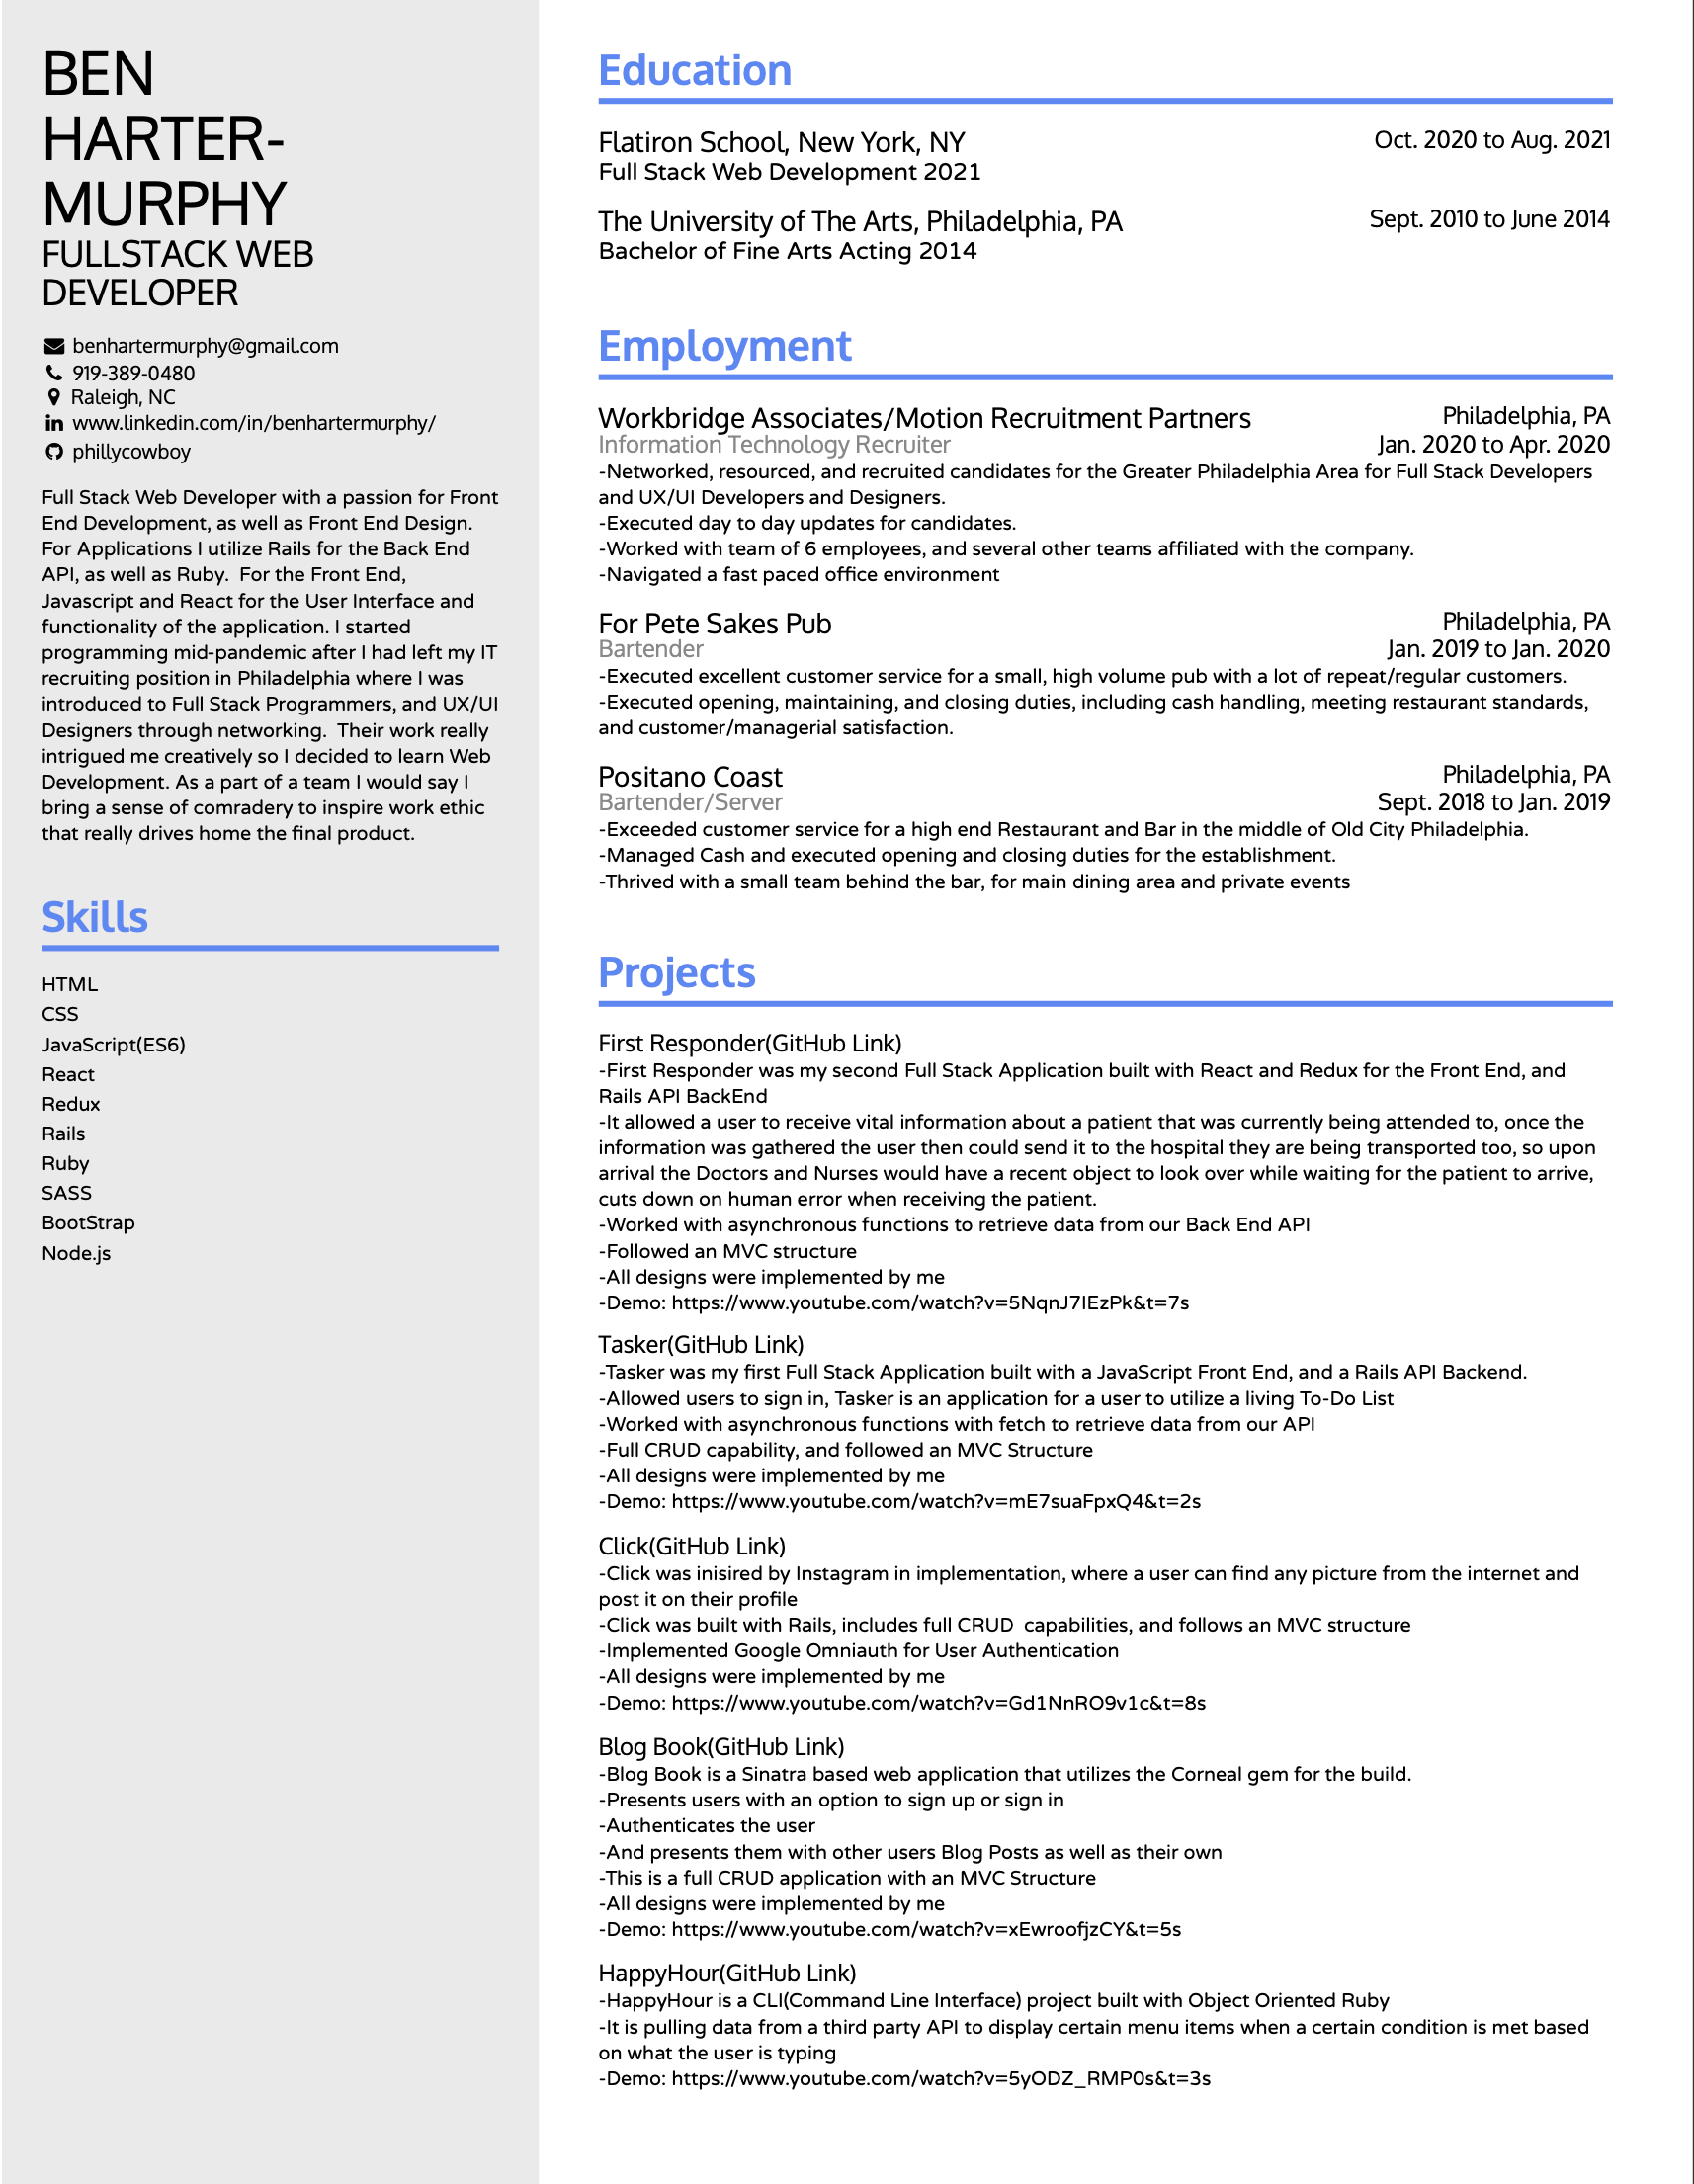 BEN
HARTER-
MURPHY
FULLSTACK WEB
DEVELOPER
benhartermurphy@gmail.com
919-389-0480
Raleigh, NC
www.linkedin.com/in/benhartermurphy/
phillycowboy
Full Stack Web Developer with a passion for Front
End Development, as well as Front End Design.
For Applications I utilize Rails for the Back End
API, as well as Ruby.  For the Front End,
Javascript and React for the User Interface and
functionality of the application. I started
programming mid-pandemic after I had left my IT
recruiting position in Philadelphia where I was
introduced to Full Stack Programmers, and UX/UI
Designers through networking.  Their work really
intrigued me creatively so I decided to learn Web
Development. As a part of a team I would say I
bring a sense of comradery to inspire work ethic
that really drives home the final product.
Skills
HTML
CSS
JavaScript(ES6)
React
Redux
Rails
Ruby
SASS
BootStrap
Node.js
Education
Flatiron School, New York, NY Oct. 2020 to Aug. 2021
Full Stack Web Development 2021
The University of The Arts, Philadelphia, PA Sept. 2010 to June 2014
Bachelor of Fine Arts Acting 2014
Employment
Workbridge Associates/Motion Recruitment Partners Philadelphia, PA
Information Technology Recruiter Jan. 2020 to Apr. 2020
-Networked, resourced, and recruited candidates for the Greater Philadelphia Area for Full Stack Developers
and UX/UI Developers and Designers.
-Executed day to day updates for candidates.
-Worked with team of 6 employees, and several other teams affiliated with the company.
-Navigated a fast paced office environment
For Pete Sakes Pub Philadelphia, PA
Bartender Jan. 2019 to Jan. 2020
-Executed excellent customer service for a small, high volume pub with a lot of repeat/regular customers.
-Executed opening, maintaining, and closing duties, including cash handling, meeting restaurant standards,
and customer/managerial satisfaction.
Positano Coast Philadelphia, PA
Bartender/Server Sept. 2018 to Jan. 2019
-Exceeded customer service for a high end Restaurant and Bar in the middle of Old City Philadelphia.
-Managed Cash and executed opening and closing duties for the establishment.
-Thrived with a small team behind the bar, for main dining area and private events
Projects
First Responder(GitHub Link)
-First Responder was my second Full Stack Application built with React and Redux for the Front End, and
Rails API BackEnd
-It allowed a user to receive vital information about a patient that was currently being attended to, once the
information was gathered the user then could send it to the hospital they are being transported too, so upon
arrival the Doctors and Nurses would have a recent object to look over while waiting for the patient to arrive,
cuts down on human error when receiving the patient.
-Worked with asynchronous functions to retrieve data from our Back End API
-Followed an MVC structure
-All designs were implemented by me
-Demo: https://www.youtube.com/watch?v=5NqnJ7IEzPk&t=7s
Tasker(GitHub Link)
-Tasker was my first Full Stack Application built with a JavaScript Front End, and a Rails API Backend.
-Allowed users to sign in, Tasker is an application for a user to utilize a living To-Do List
-Worked with asynchronous functions with fetch to retrieve data from our API
-Full CRUD capability, and followed an MVC Structure
-All designs were implemented by me
-Demo: https://www.youtube.com/watch?v=mE7suaFpxQ4&t=2s
Click(GitHub Link)
-Click was inisired by Instagram in implementation, where a user can find any picture from the internet and
post it on their profile
-Click was built with Rails, includes full CRUD  capabilities, and follows an MVC structure
-Implemented Google Omniauth for User Authentication
-All designs were implemented by me
-Demo: https://www.youtube.com/watch?v=Gd1NnRO9v1c&t=8s
Blog Book(GitHub Link)
-Blog Book is a Sinatra based web application that utilizes the Corneal gem for the build.
-Presents users with an option to sign up or sign in
-Authenticates the user
-And presents them with other users Blog Posts as well as their own
-This is a full CRUD application with an MVC Structure
-All designs were implemented by me
-Demo: https://www.youtube.com/watch?v=xEwroofjzCY&t=5s
HappyHour(GitHub Link)
-HappyHour is a CLI(Command Line Interface) project built with Object Oriented Ruby
-It is pulling data from a third party API to display certain menu items when a certain condition is met based
on what the user is typing
-Demo: https://www.youtube.com/watch?v=5yODZ_RMP0s&t=3s